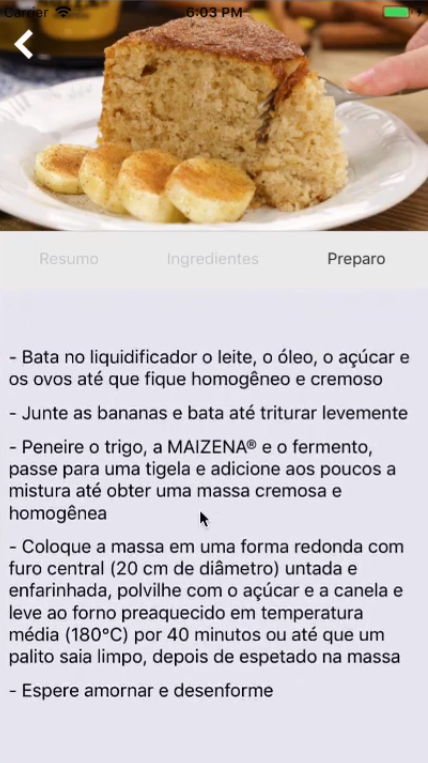 Carrier 6:03 PM
Resumo Ingredientes Preparo
- Bata no liquidificador o leite, o óleo, o açúcar e
os ovos até que fique homogêneo e cremoso
- Junte as bananas e bata até triturar levemente
- Peneire o trigo, a MAIZENA® e o fermento,
passe para uma tigela e adicione aos poucos a
mistura até obter uma massa cremosa e
homogênea
- Coloque a massa em uma forma redonda com
furo central (20 cm de diâmetro) untada e
enfarinhada, polvilhe com o açúcar e a canela e
leve ao forno preaquecido em temperatura
média (180°C) por 40 minutos ou até que um
palito saia limpo, depois de espetado na massa
- Espere amornar e desenforme